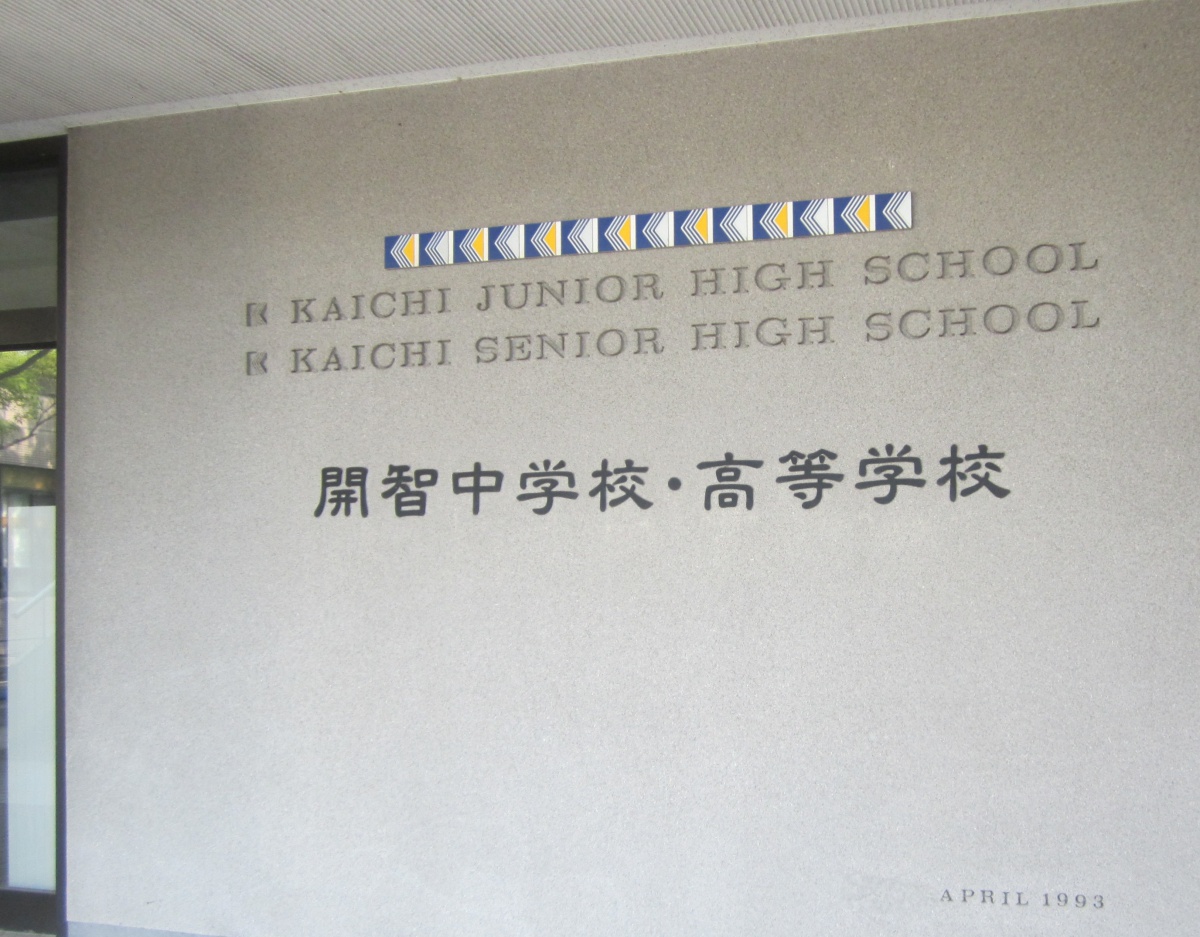 KAICHI JUNIOR HIGH SCHOOL
KAICHI SENIOR HIGH SCHOOL
開智中学校・高等学校
APRIL 1993